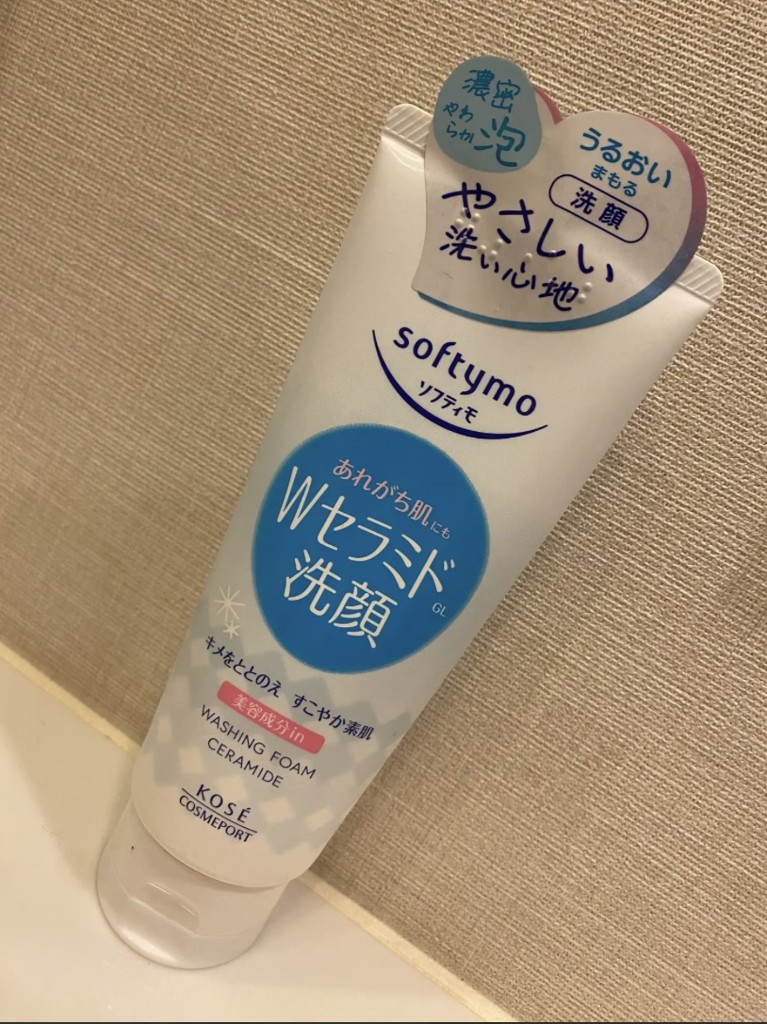 濃密
やわ
らか
泡
うるおい
まもる
洗顔
やさしい
洗い心地
softymo
ソフティモ
あれがち肌にも
Wセラミド
GL
洗顔
キメをととのえ すこやか素肌
美容成分in
WASHING FOAM
CERAMIDE
KOSÉ
COSMEPORT